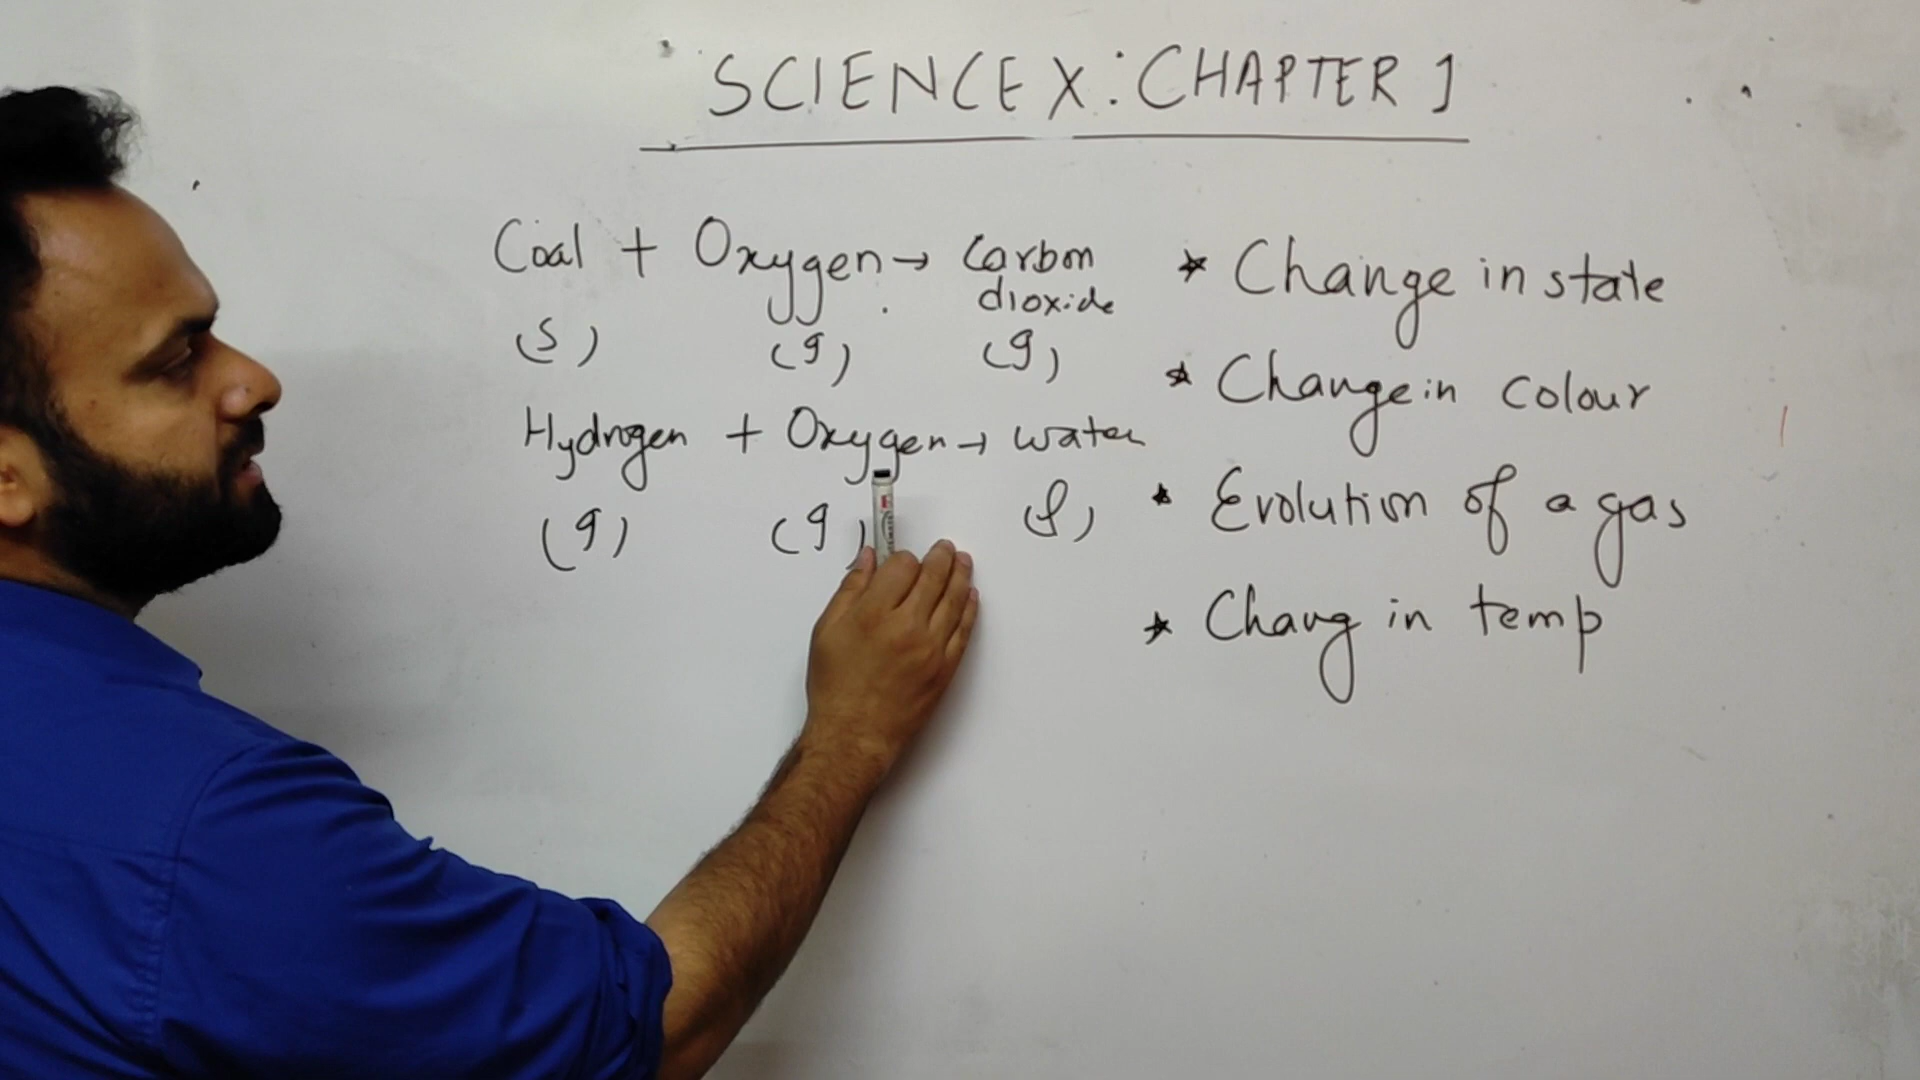 SCIENCE X : CHAPTER 1
Coal + Oxygen → Carbon
dioxide
(s) (g) (g)
Hydrogen + Oxygen → water
(g) (g) (l)
* Change in state
* Change in colour
* Evolution of a gas
* Chang in temp